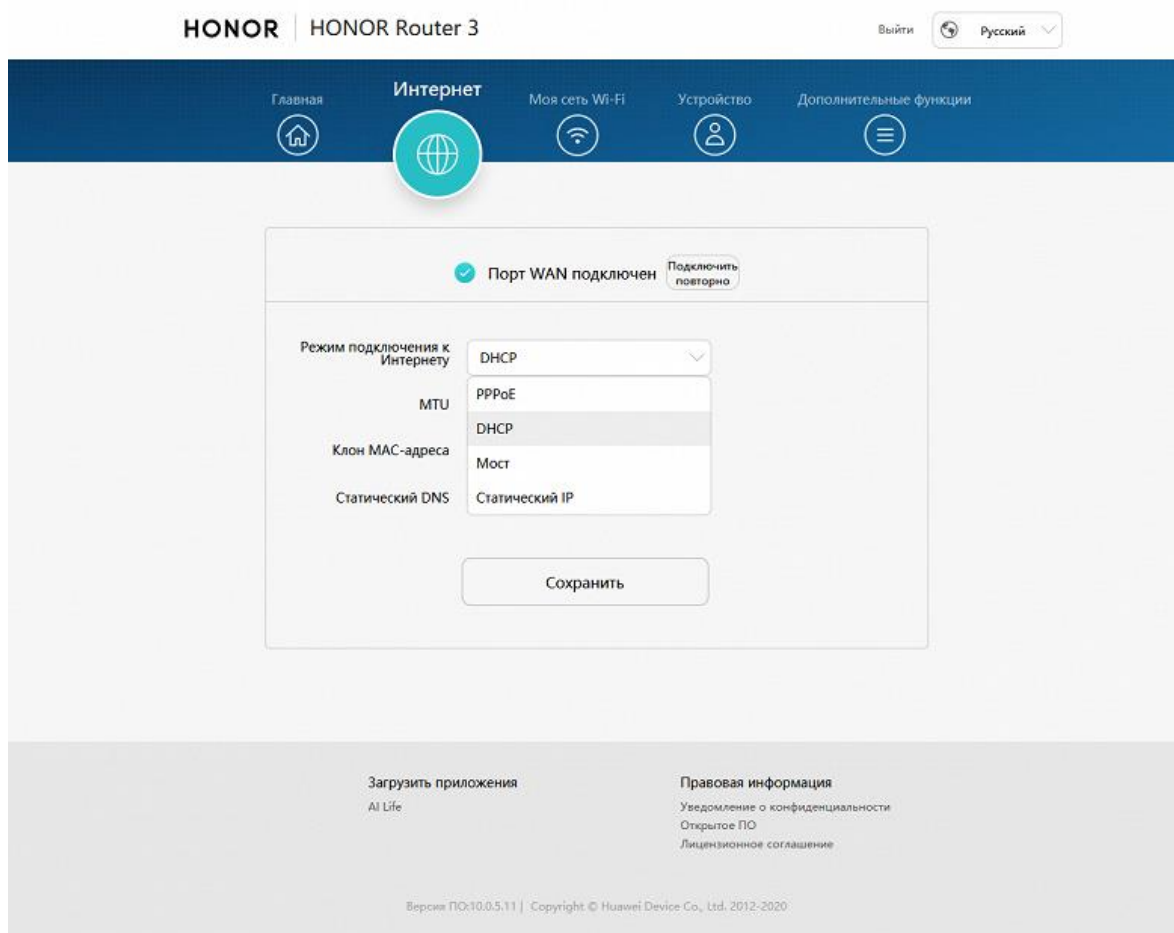 HONOR HONOR Router 3
Выйти
Русский
Главная
Интернет
Моя сеть Wi-Fi
Устройство
Дополнительные функции
Порт WAN подключен
Подключить
повторно
Режим подключения к
Интернету
DHCP
MTU
Клон MAC-адреса
Статический DNS
PPPoE
DHCP
Мост
Статический IP
Сохранить
Загрузить приложения
AI Life
Правовая информация
Уведомление о конфиденциальности
Открытое ПО
Лицензионное соглашение
Версия ПО:10.0.5.11 | Copyright © Huawei Device Co., Ltd. 2012-2020